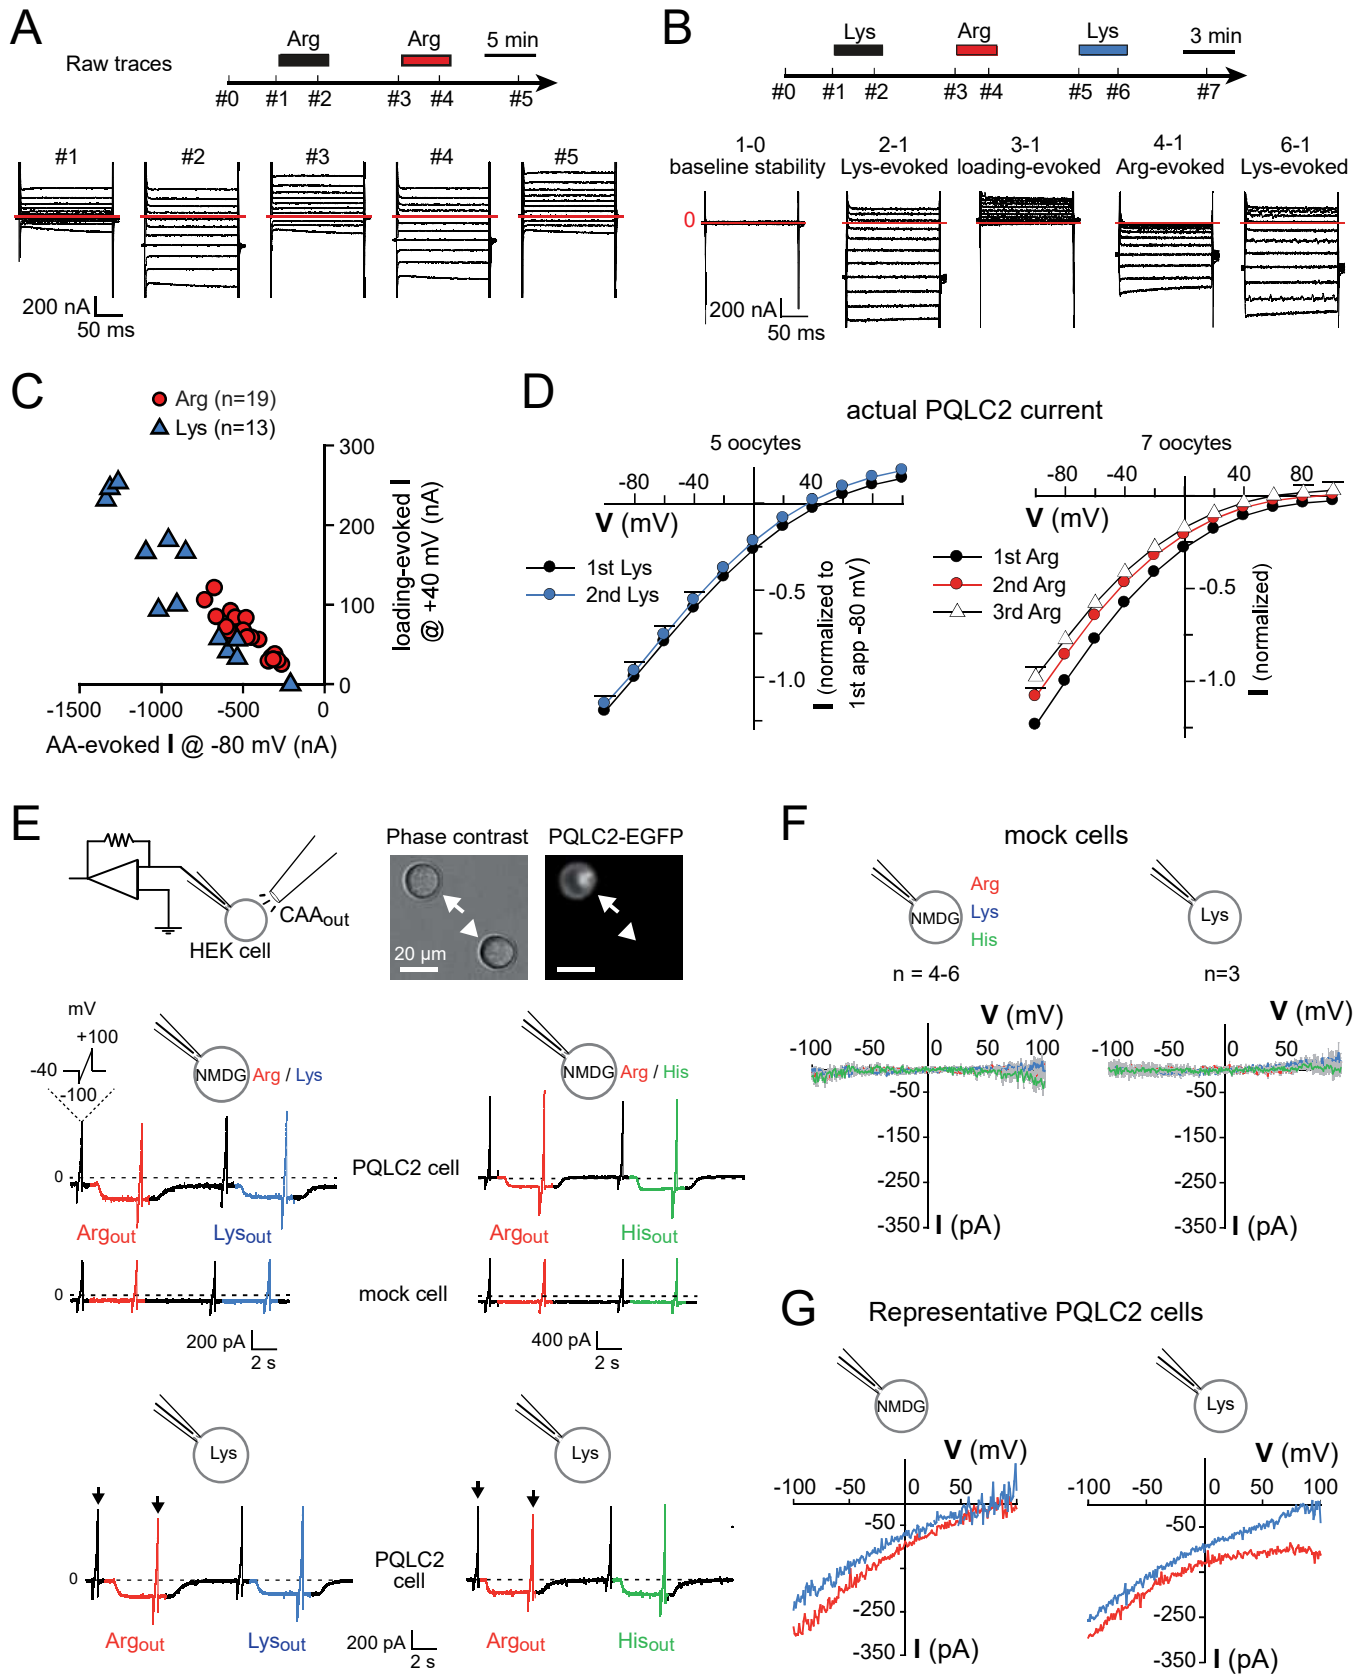 A
Raw traces
Arg
Arg
5 min
#0 #1 #2 #3 #4 #5
#1 #2 #3 #4 #5
200 nA
50 ms
B
Lys
Arg
Lys
3 min
#0 #1 #2 #3 #4 #5 #6 #7
1-0 2-1 3-1 4-1 6-1
baseline stability Lys-evoked loading-evoked Arg-evoked Lys-evoked
0
200 nA
50 ms
C
Arg (n=19)
Lys (n=13)
300
200
100
0
loading-evoked I
@ +40 mV (nA)
-1500 -1000 -500 0
AA-evoked I @ -80 mV (nA)
D
actual PQLC2 current
5 oocytes
-80 -40 40
V (mV)
1st Lys
2nd Lys
-0.5
-1.0
I (normalized to
1st app -80 mV)
7 oocytes
-80 -40 40 80
V (mV)
1st Arg
2nd Arg
3rd Arg
-0.5
-1.0
I (normalized)
E
CAAout
HEK cell
Phase contrast
PQLC2-EGFP
20 µm
mV
+100
-40
-100
NMDG
Arg / Lys
NMDG
Arg / His
0
PQLC2 cell
Argout
Lysout
Argout
Hisout
0
mock cell
200 pA
2 s
400 pA
2 s
Lys
Lys
0
PQLC2
cell
Argout
Lysout
200 pA
2 s
Argout
Hisout
F
mock cells
NMDG
Arg
Lys
His
Lys
n = 4-6
n=3
V (mV)
-100 -50 0 50 100
-50
-150
-250
-350
I (pA)
V (mV)
-100 -50 0 50
-50
-150
-250
-350
I (pA)
G
Representative PQLC2 cells
NMDG
Lys
V (mV)
-100 -50 0 50
-50
-250
-350
I (pA)
V (mV)
-100 -50 0 50 100
-50
-250
-350
I (pA)